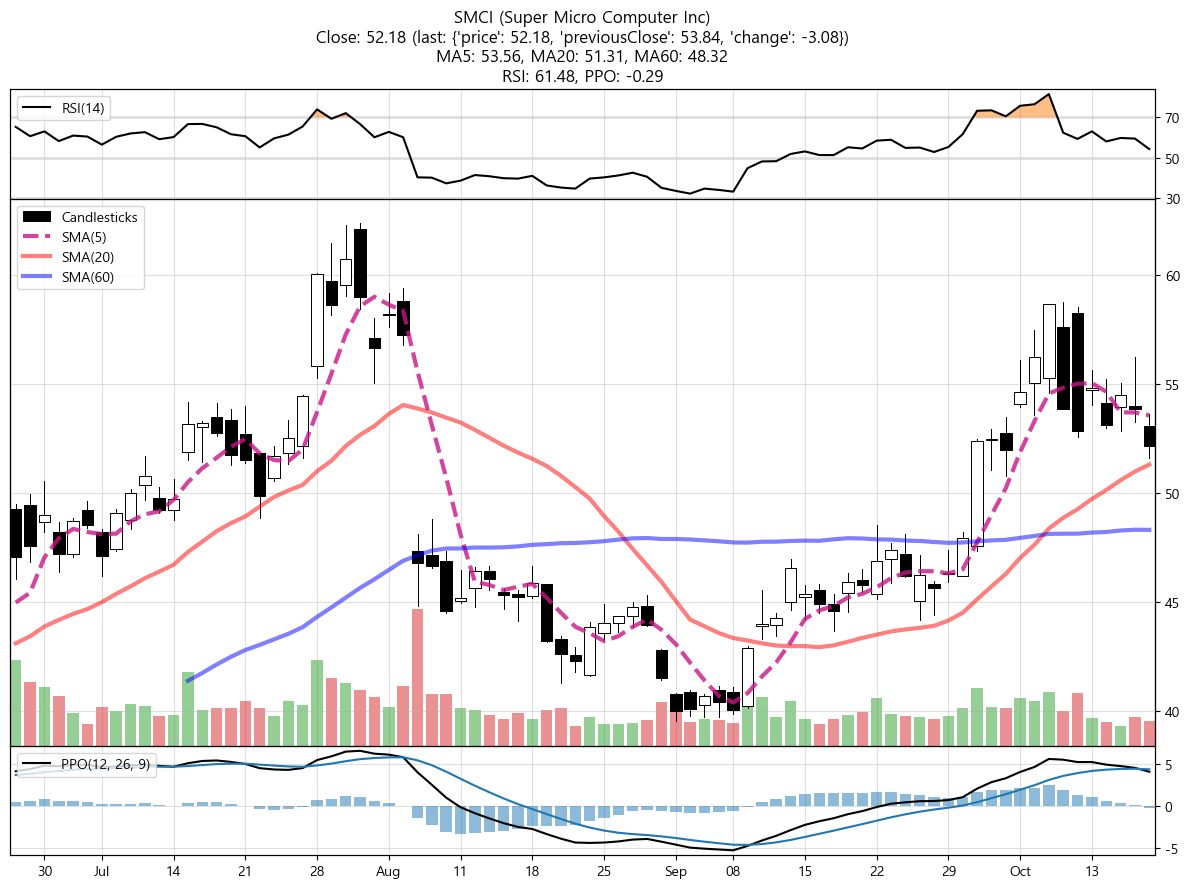 SMCI (Super Micro Computer Inc)
Close: 52.18 (last: {'price': 52.18, 'previousClose': 53.84, 'change': -3.08})
MA5: 53.56, MA20: 51.31, MA60: 48.32
RSI: 61.48, PPO: -0.29
RSI(14)
70
50
30
Candlesticks
SMA(5)
SMA(20)
SMA(60)
60
55
50
45
40
PPO(12, 26, 9)
5
0
-5
30 Jul 14 21 28 Aug 11 18 25 Sep 08 15 22 29 Oct 13